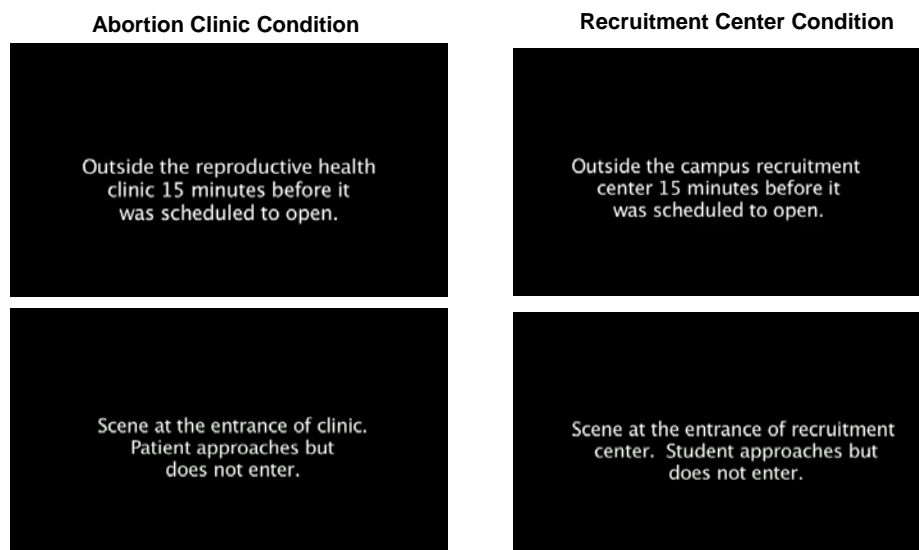 Abortion Clinic Condition
Recruitment Center Condition
Outside the reproductive health
clinic 15 minutes before it
was scheduled to open.
Outside the campus recruitment
center 15 minutes before it
was scheduled to open.
Scene at the entrance of clinic.
Patient approaches but
does not enter.
Scene at the entrance of recruitment
center. Student approaches but
does not enter.